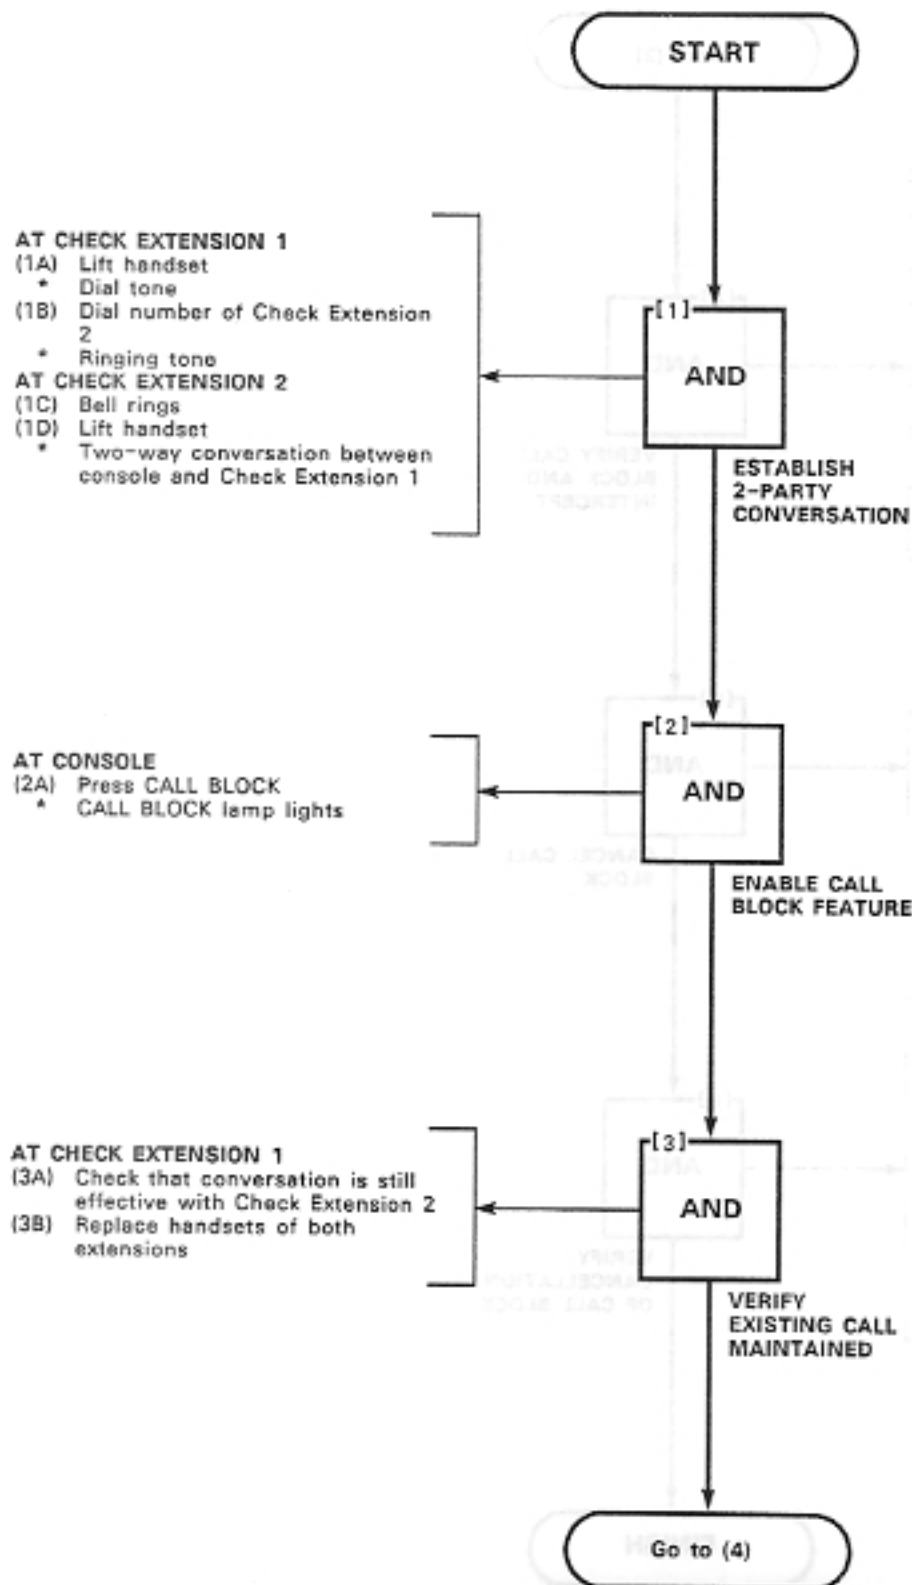 START
AT CHECK EXTENSION 1
(1A) Lift handset
* Dial tone
(1B) Dial number of Check Extension
2
* Ringing tone
AT CHECK EXTENSION 2
(1C) Bell rings
(1D) Lift handset
* Two-way conversation between
console and Check Extension 1
[1]
AND
ESTABLISH
2-PARTY
CONVERSATION
AT CONSOLE
(2A) Press CALL BLOCK
* CALL BLOCK lamp lights
[2]
AND
ENABLE CALL
BLOCK FEATURE
AT CHECK EXTENSION 1
(3A) Check that conversation is still
effective with Check Extension 2
(3B) Replace handsets of both
extensions
[3]
AND
VERIFY
EXISTING CALL
MAINTAINED
Go to (4)